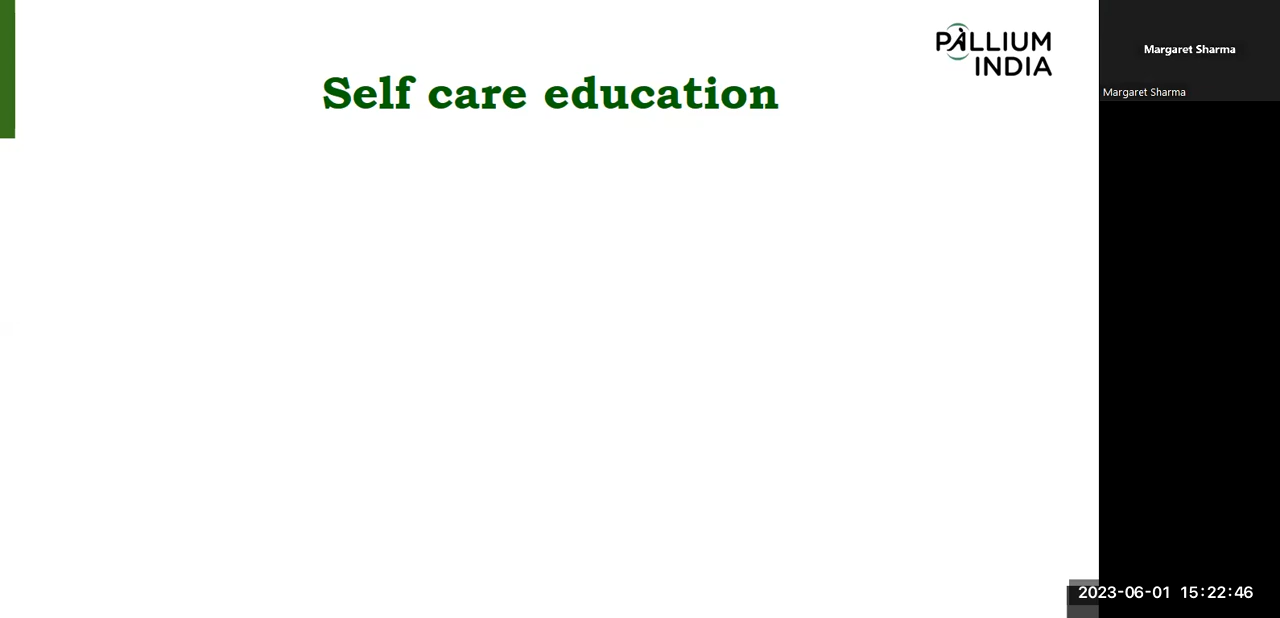 PALLIUM
INDIA
Self care education
Margaret Sharma
Margaret Sharma
2023-06-01 15:22:46